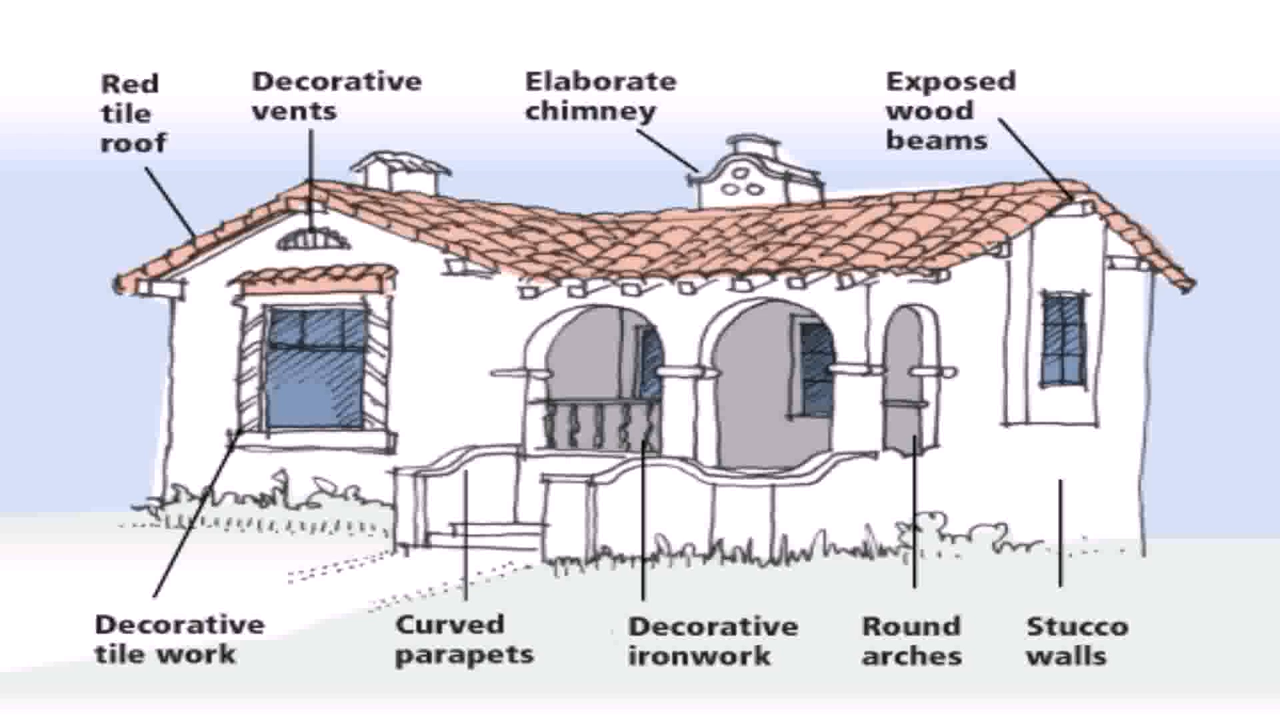 Red
tile
roof
Decorative
vents
Elaborate
chimney
Exposed
wood
beams
Decorative
tile work
Curved
parapets
Decorative
ironwork
Round
arches
Stucco
walls